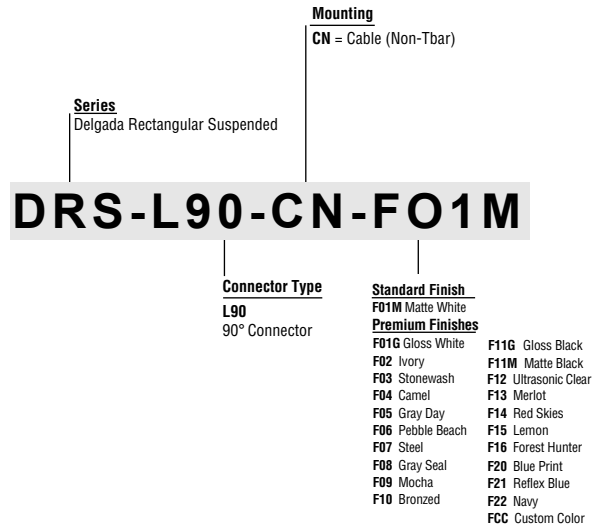 Mounting
CN = Cable (Non-Tbar)
Series
Delgada Rectangular Suspended
DRS-L90-CN-FO1M
Connector Type
L90
90° Connector
Standard Finish
F01M Matte White
Premium Finishes
F01G Gloss White
F02 Ivory
F03 Stonewash
F04 Camel
F05 Gray Day
F06 Pebble Beach
F07 Steel
F08 Gray Seal
F09 Mocha
F10 Bronzed
F11G Gloss Black
F11M Matte Black
F12 Ultrasonic Clear
F13 Merlot
F14 Red Skies
F15 Lemon
F16 Forest Hunter
F20 Blue Print
F21 Reflex Blue
F22 Navy
FCC Custom Color